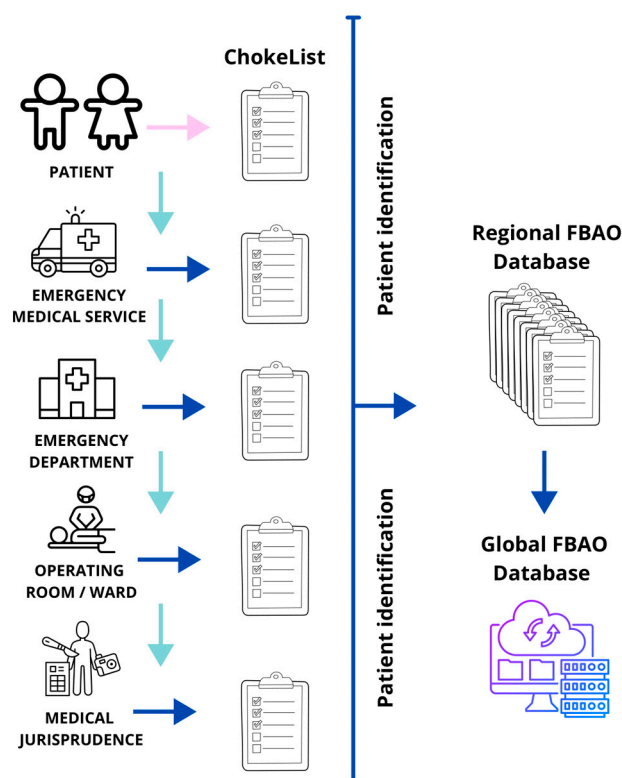 ChokeList
PATIENT
EMERGENCY
MEDICAL SERVICE
EMERGENCY
DEPARTMENT
OPERATING
ROOM / WARD
MEDICAL
JURISPRUDENCE
Patient identification
Patient identification
Regional FBAO
Database
Global FBAO
Database